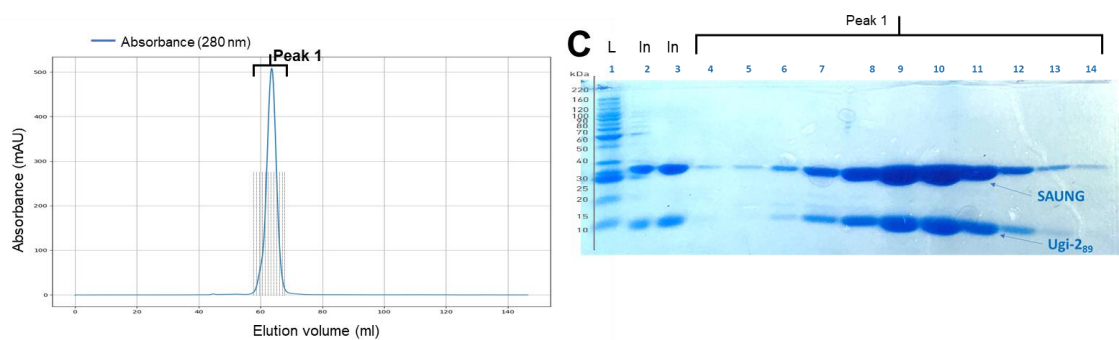 Absorbance (280 nm)
Peak 1
Absorbance (mAU)
500
400
300
200
100
0
0 20 40 60 80 100 120 140
Elution volume (ml)
Peak 1
C L In In
1 2 3 4 5 6 7 8 9 10 11 12 13 14
kDa
220
160
120
100
90
80
70
60
50
40
30
25
20
15
10
SAUNG
Ugi-2₈₉